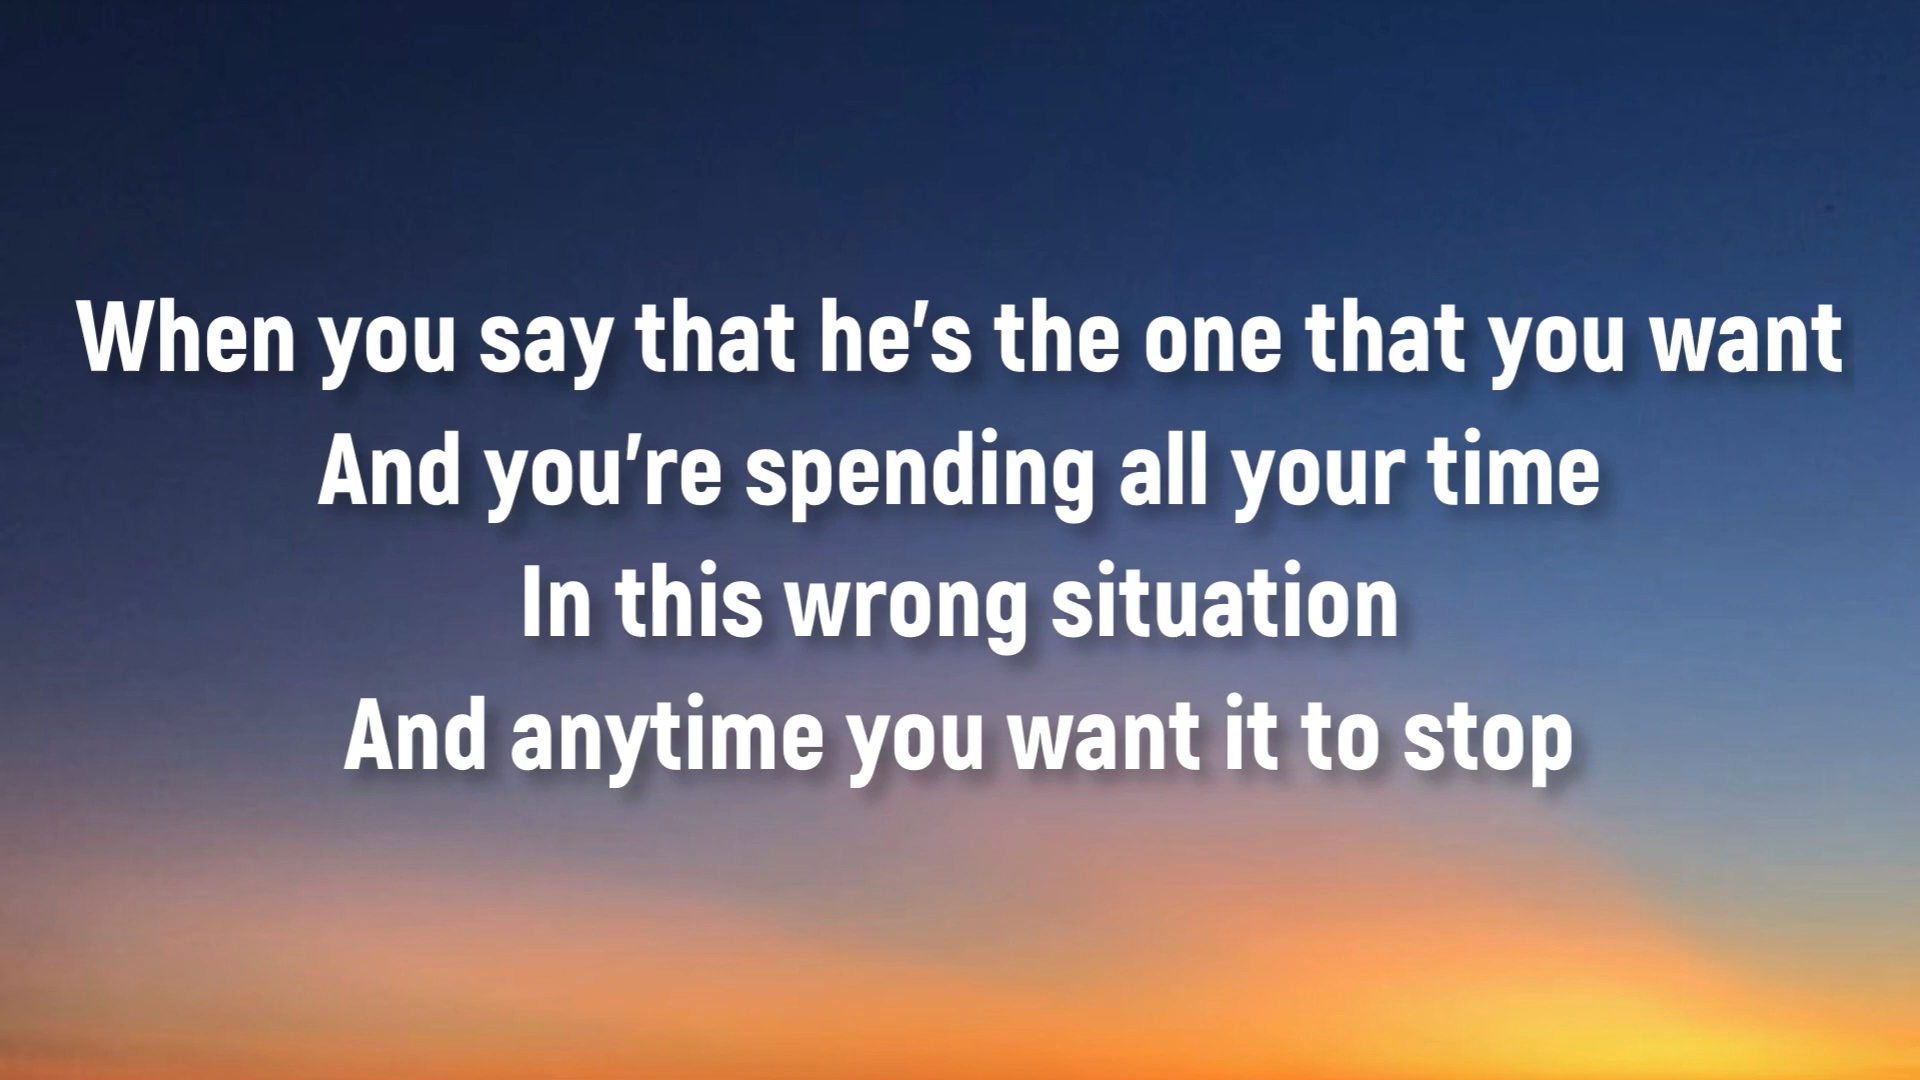 When you say that he's the one that you want
And you're spending all your time
In this wrong situation
And anytime you want it to stop